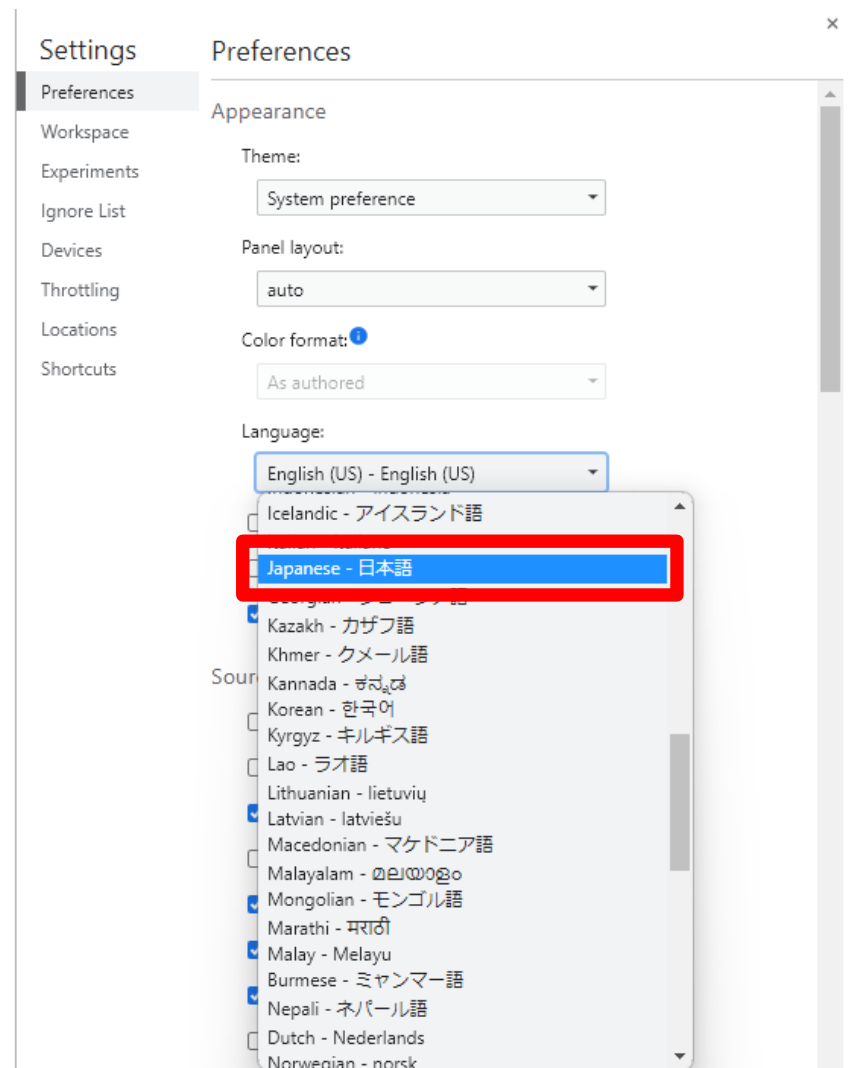 Settings
Preferences
Workspace
Experiments
Ignore List
Devices
Throttling
Locations
Shortcuts
Preferences
Appearance
Theme:
System preference
Panel layout:
auto
Color format:
As authored
Language:
English (US) - English (US)
Icelandic - アイスランド語
Japanese - 日本語
Kazakh - カザフ語
Khmer - クメール語
Kannada - ಕನ್ನಡ
Korean - 한국어
Kyrgyz - キルギス語
Lao - ラオ語
Lithuanian - lietuvių
Latvian - latviešu
Macedonian - マケドニア語
Malayalam - മലയാളം
Mongolian - モンゴル語
Marathi - मराठी
Malay - Melayu
Burmese - ミャンマー語
Nepali - ネパール語
Dutch - Nederlands
Norwegian - norsk